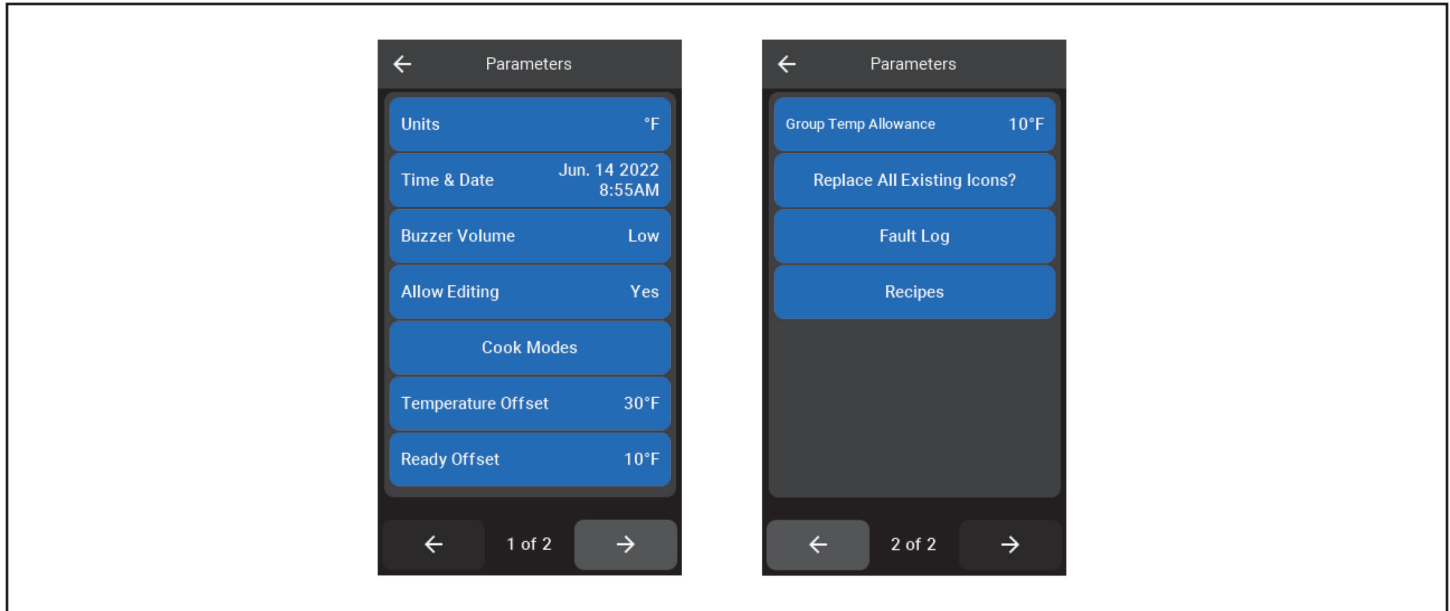 Parameters
Units °F
Time & Date Jun. 14 2022
8:55AM
Buzzer Volume Low
Allow Editing Yes
Cook Modes
Temperature Offset 30°F
Ready Offset 10°F
1 of 2
Parameters
Group Temp Allowance 10°F
Replace All Existing Icons?
Fault Log
Recipes
2 of 2